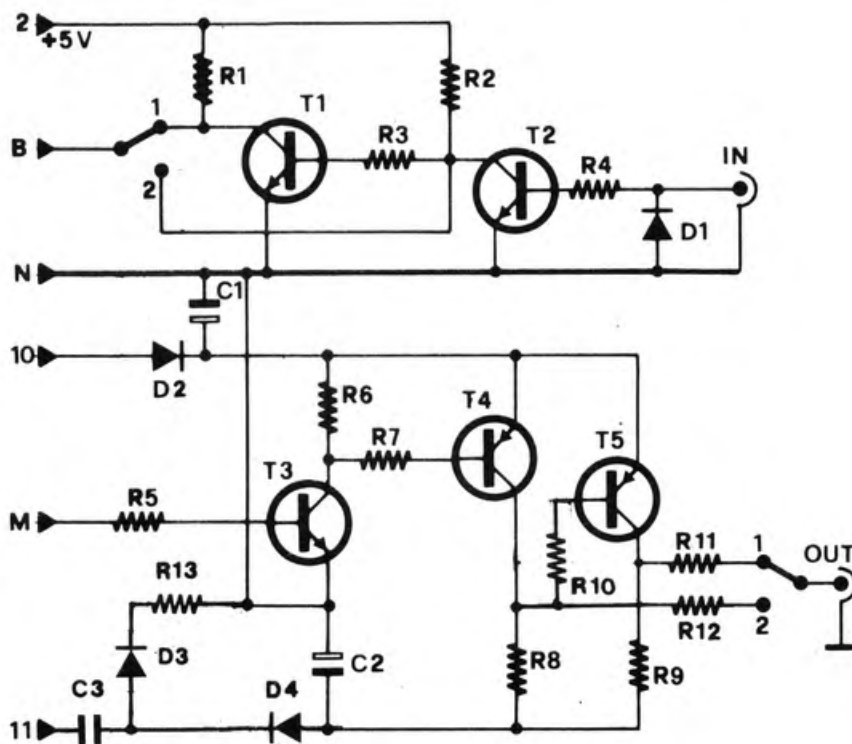 2
+5V
R1
R2
1
T1
B
R3
T2
R4
IN
2
D1
N
C1
10
D2
R6
T4
R7
T5
T3
R5
M
R11
1
OUT
R13
R10
R12
2
D3
C2
R8
R9
C3
D4
11